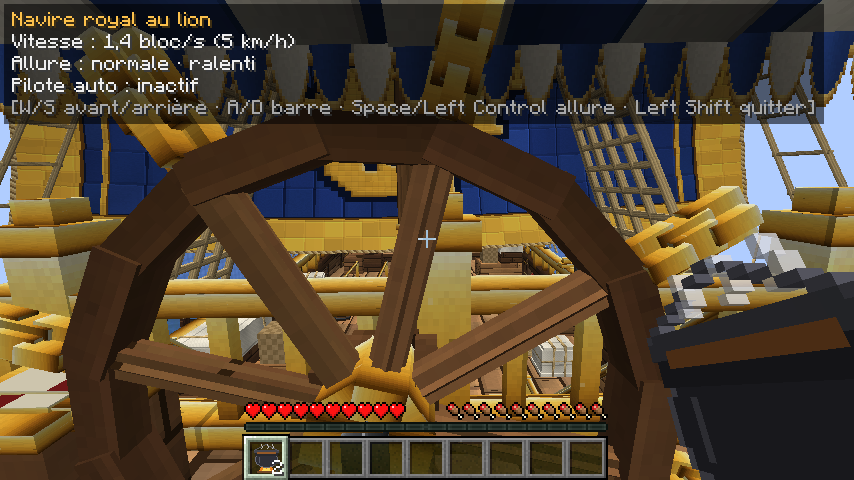 Navire royal au lion
Vitesse : 1,4 bloc/s (5 km/h)
Allure : normale · ralenti
Pilote auto : inactif
[W/S avant/arrière · A/D barre · Space/Left Control allure · Left Shift quitter]
2